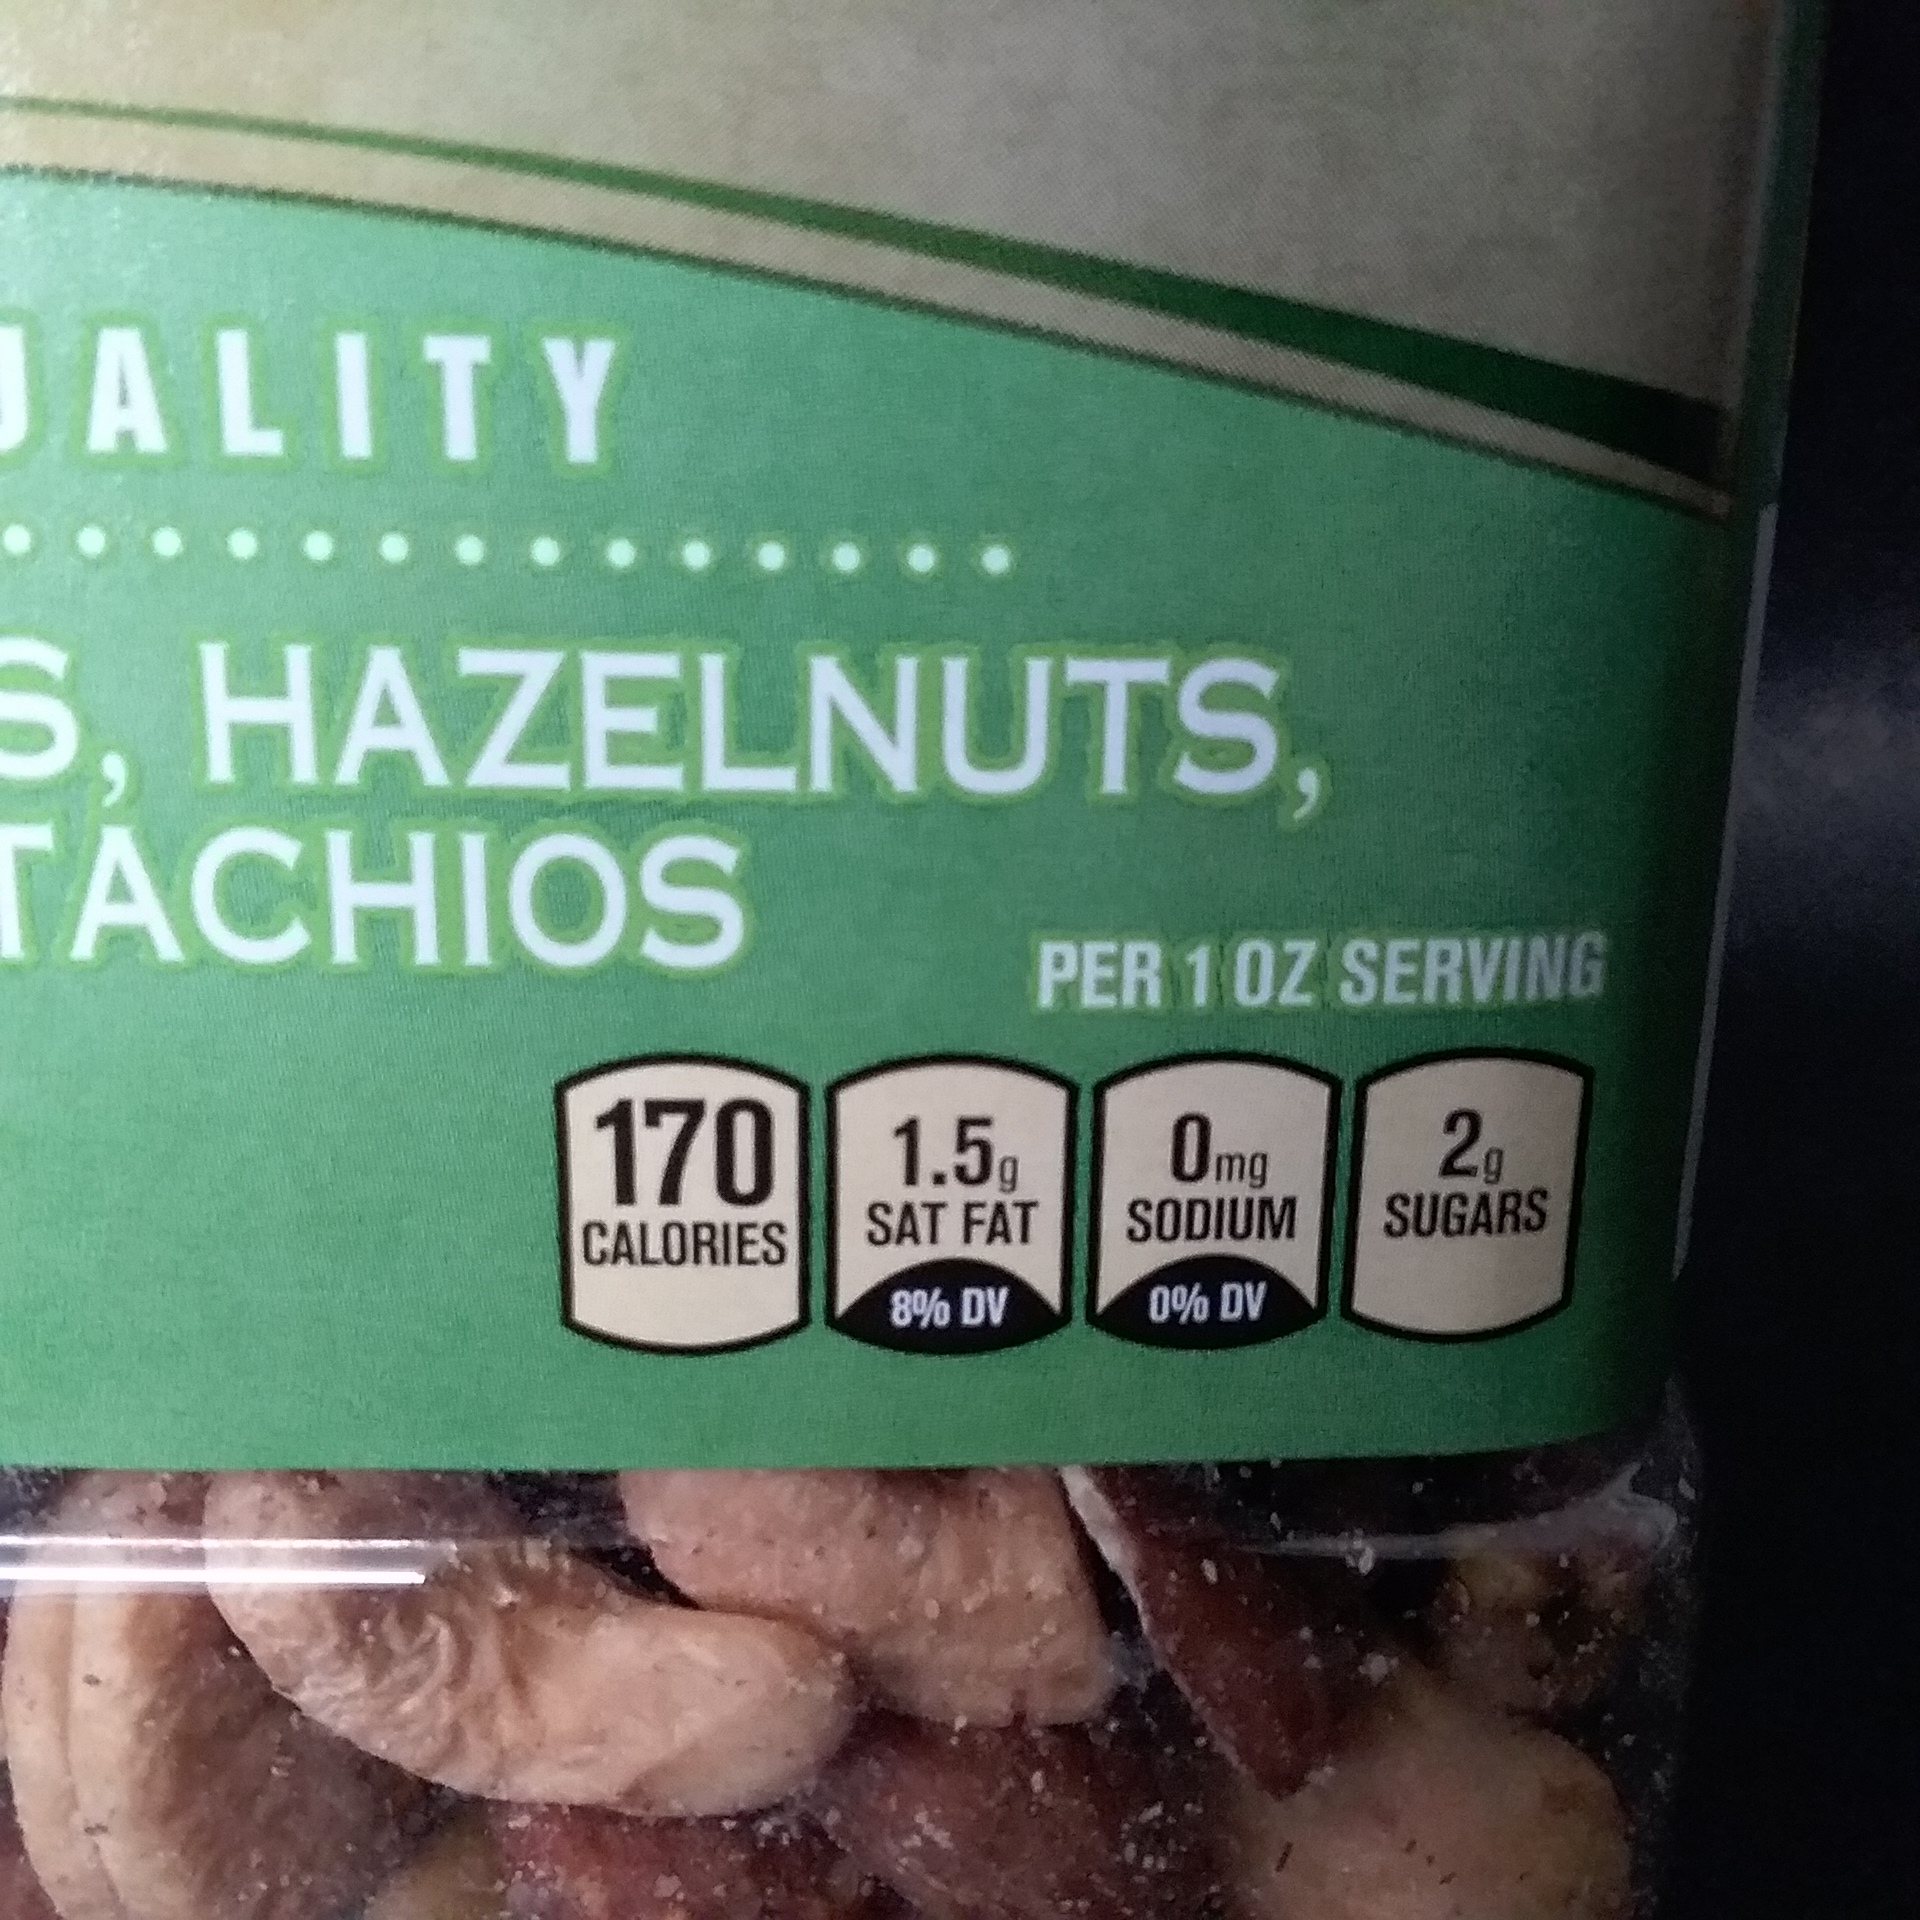 UALITY
S, HAZELNUTS,
TACHIOS
PER 1 OZ SERVING
170 CALORIES
1.5g SAT FAT 8% DV
0mg SODIUM 0% DV
2g SUGARS